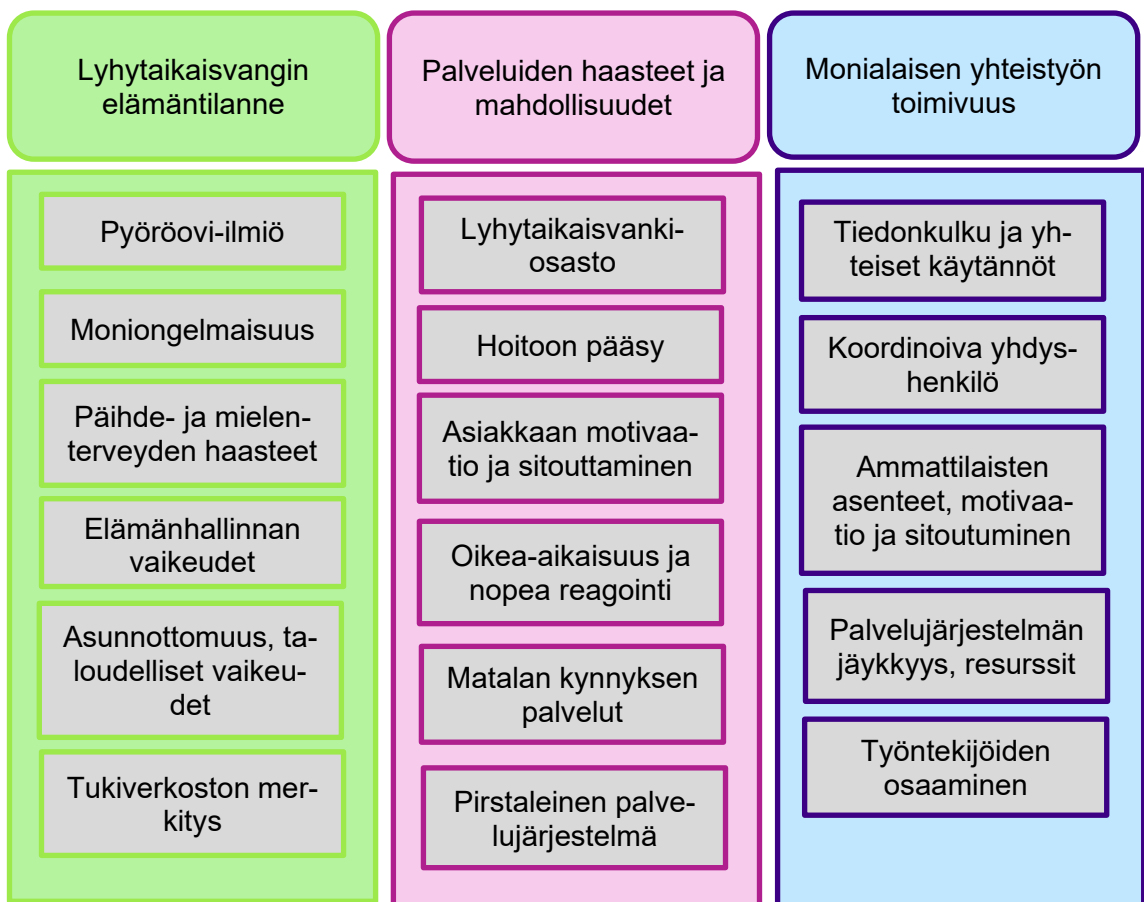 Lyhytaikaisvangin
elämäntilanne
Pyöröovi-ilmiö
Moniongelmaisuus
Päihde- ja mielen-
terveyden haasteet
Elämänhallinnan
vaikeudet
Asunnottomuus, ta-
loudelliset vaikeu-
det
Tukiverkoston mer-
kitys
Palveluiden haasteet ja
mahdollisuudet
Lyhytaikaisvanki-
osasto
Hoitoon pääsy
Asiakkaan motivaa-
tio ja sitouttaminen
Oikea-aikaisuus ja
nopea reagointi
Matalan kynnyksen
palvelut
Pirstaleinen palve-
lujärjestelmä
Monialaisen yhteistyön
toimivuus
Tiedonkulku ja yh-
teiset käytännöt
Koordinoiva yhdys-
henkilö
Ammattilaisten
asenteet, motivaa-
tio ja sitoutuminen
Palvelujärjestelmän
jäykkyys, resurssit
Työntekijöiden
osaaminen